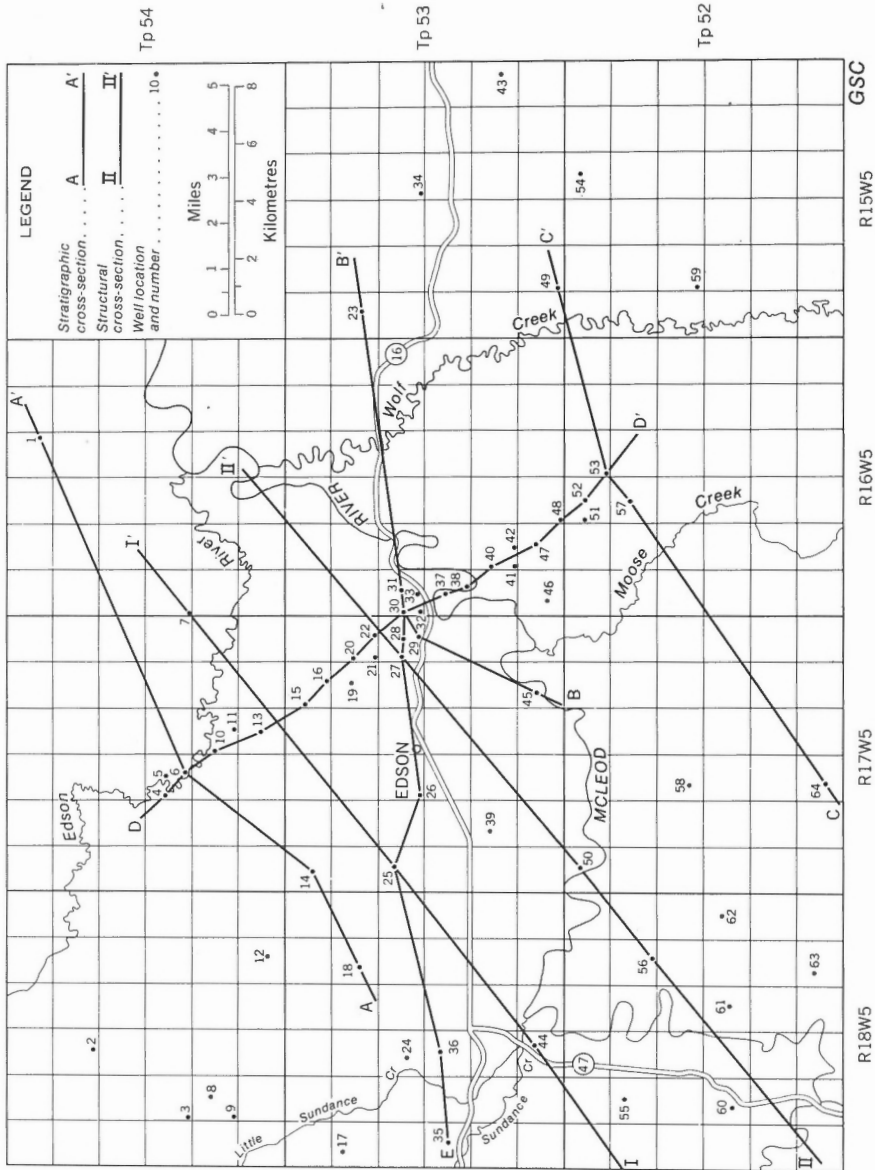 LEGEND
Stratigraphic
cross-section. . . . . A A'
Structural
cross-section. . . . . II II'
Well location
and number . . . . . . . . . . . . 10
Miles
0 1 2 3 4 5
0 2 4 6 8
Kilometres
Tp 54
Tp 53
Tp 52
R18W5
R17W5
R16W5
R15W5
GSC
Edson
River
RIVER
Wolf
Creek
Moose
Creek
MCLEOD
EDSON
Little
Sundance
Cr
Sundance
Cr
16
47
A
A'
B
B'
C
C'
D
D'
E
I
I'
II
II'
1
2
3
4
5
6
7
8
9
10
11
12
13
14
15
16
17
18
19
20
21
22
23
24
25
26
27
28
29
30
31
32
33
34
35
36
37
38
39
40
41
42
43
44
45
46
47
48
49
50
51
52
53
54
55
56
57
58
59
60
61
62
63
64